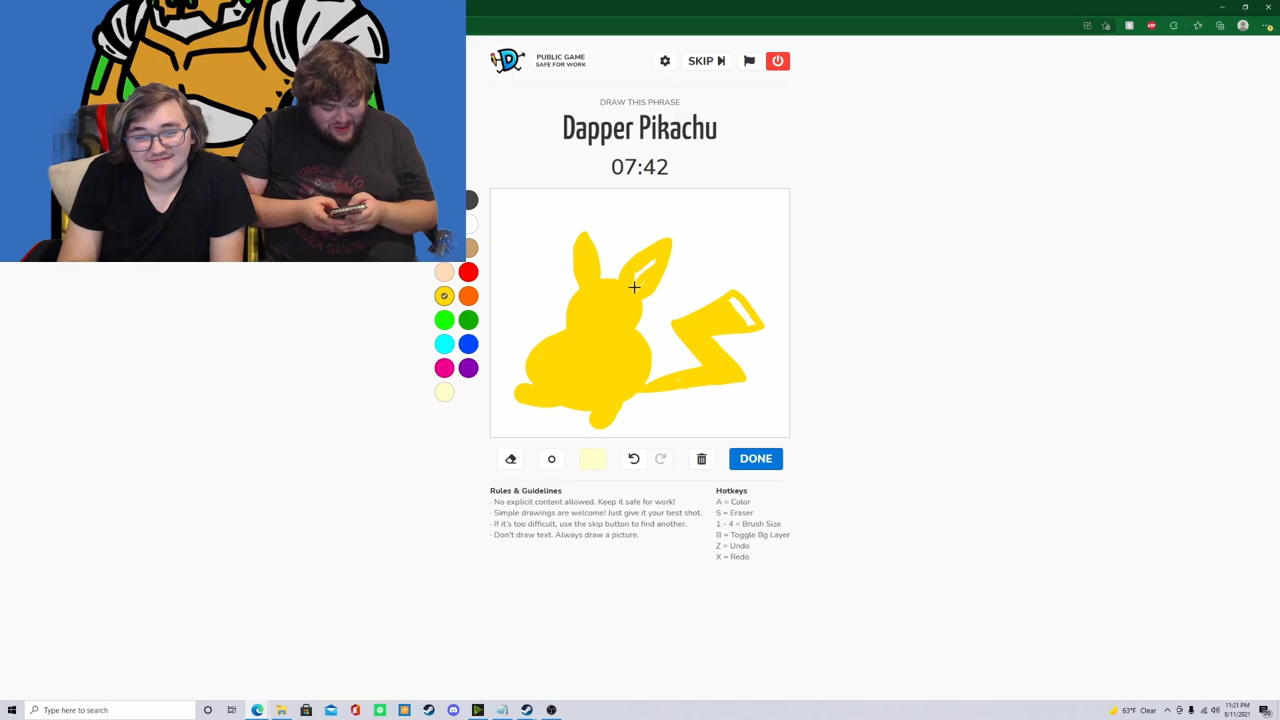 PUBLIC GAME
SAFE FOR WORK
SKIP
DRAW THIS PHRASE
Dapper Pikachu
07:42
DONE
Rules & Guidelines
· No explicit content allowed. Keep it safe for work!
· Simple drawings are welcome! Just give it your best shot.
· If it's too difficult, use the skip button to find another.
· Don't draw text. Always draw a picture.
Hotkeys
A = Color
S = Eraser
1 - 4 = Brush Size
B = Toggle Bg Layer
Z = Undo
X = Redo
Type here to search
63°F Clear
11:21 PM
8/11/2021